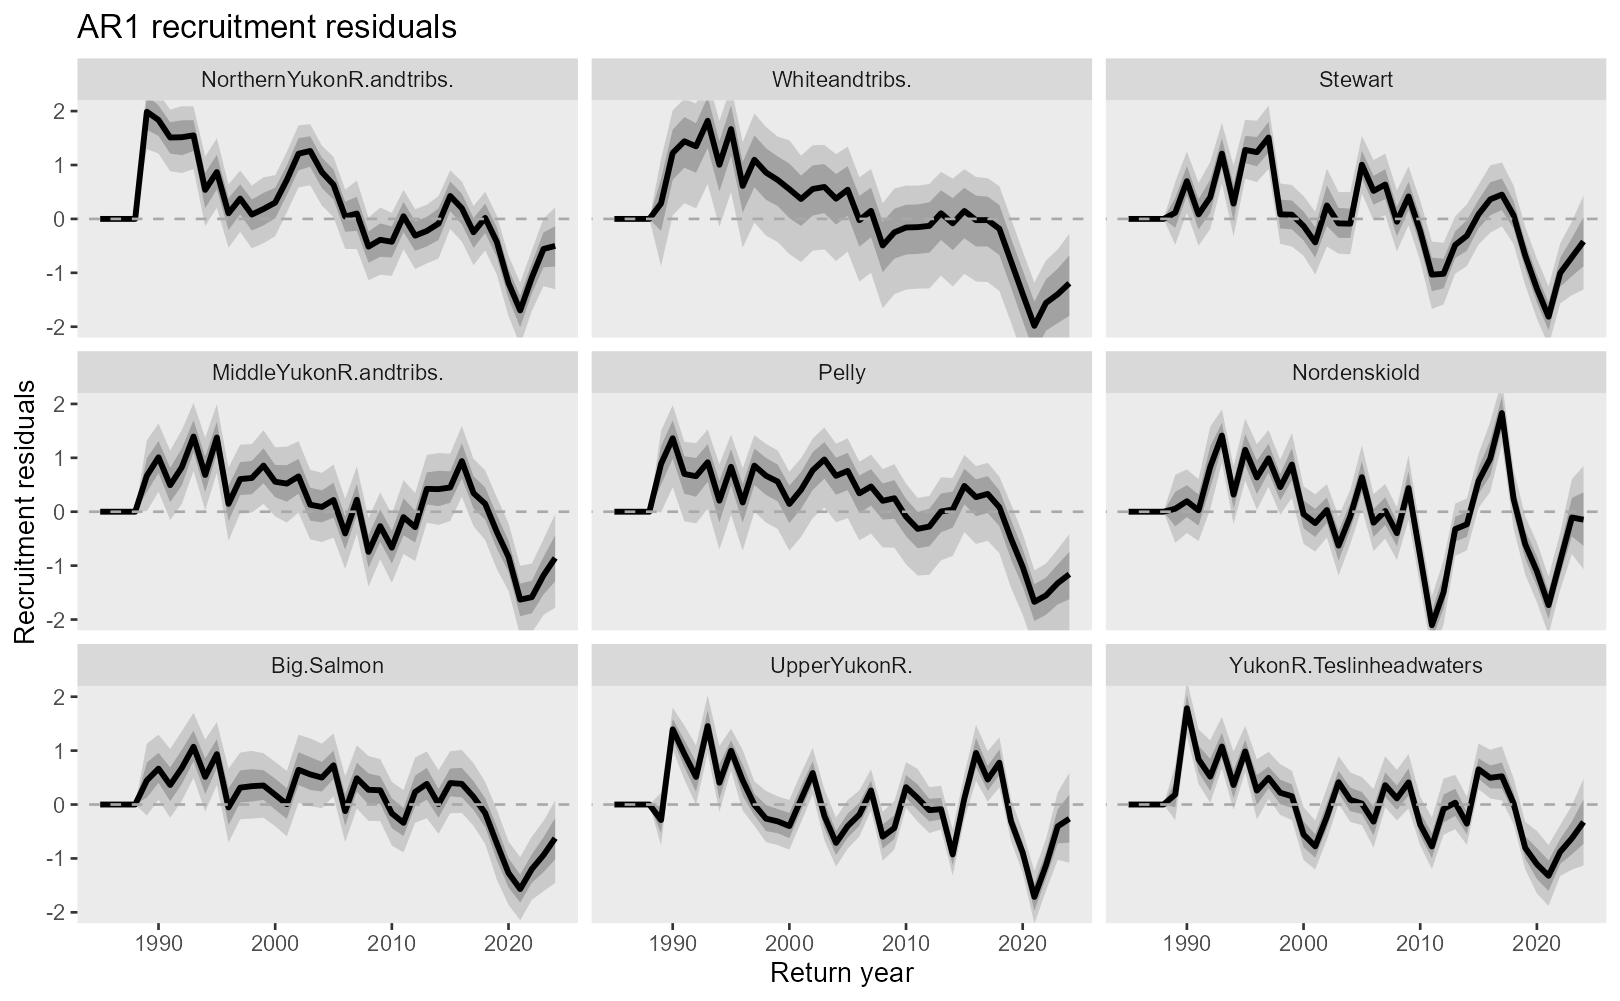 AR1 recruitment residuals
NorthernYukonR.andtribs.
Whiteandtribs.
Stewart
2
1
0
-1
-2
MiddleYukonR.andtribs.
Pelly
Nordenskiold
2
1
0
-1
-2
Big.Salmon
UpperYukonR.
YukonR.Teslinheadwaters
2
1
0
-1
-2
Recruitment residuals
1990 2000 2010 2020 1990 2000 2010 2020 1990 2000 2010 2020
Return year